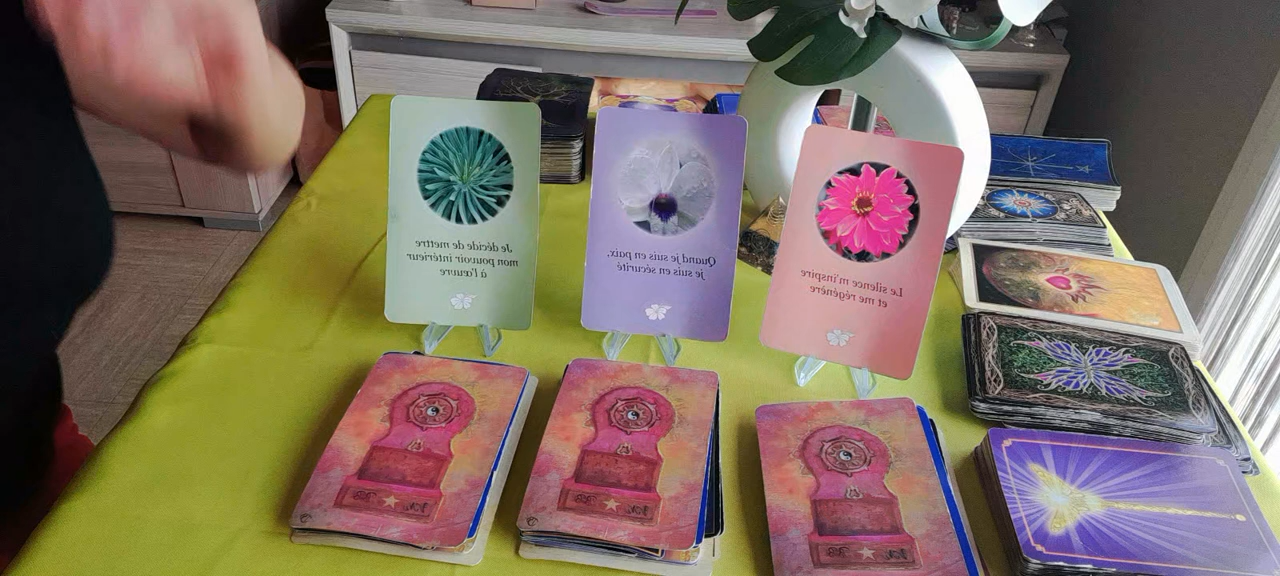 Je décide de mettre
mon pouvoir intérieur
à l'œuvre
Quand je suis en paix,
je suis en sécurité
Le silence m'inspire
et me régénère